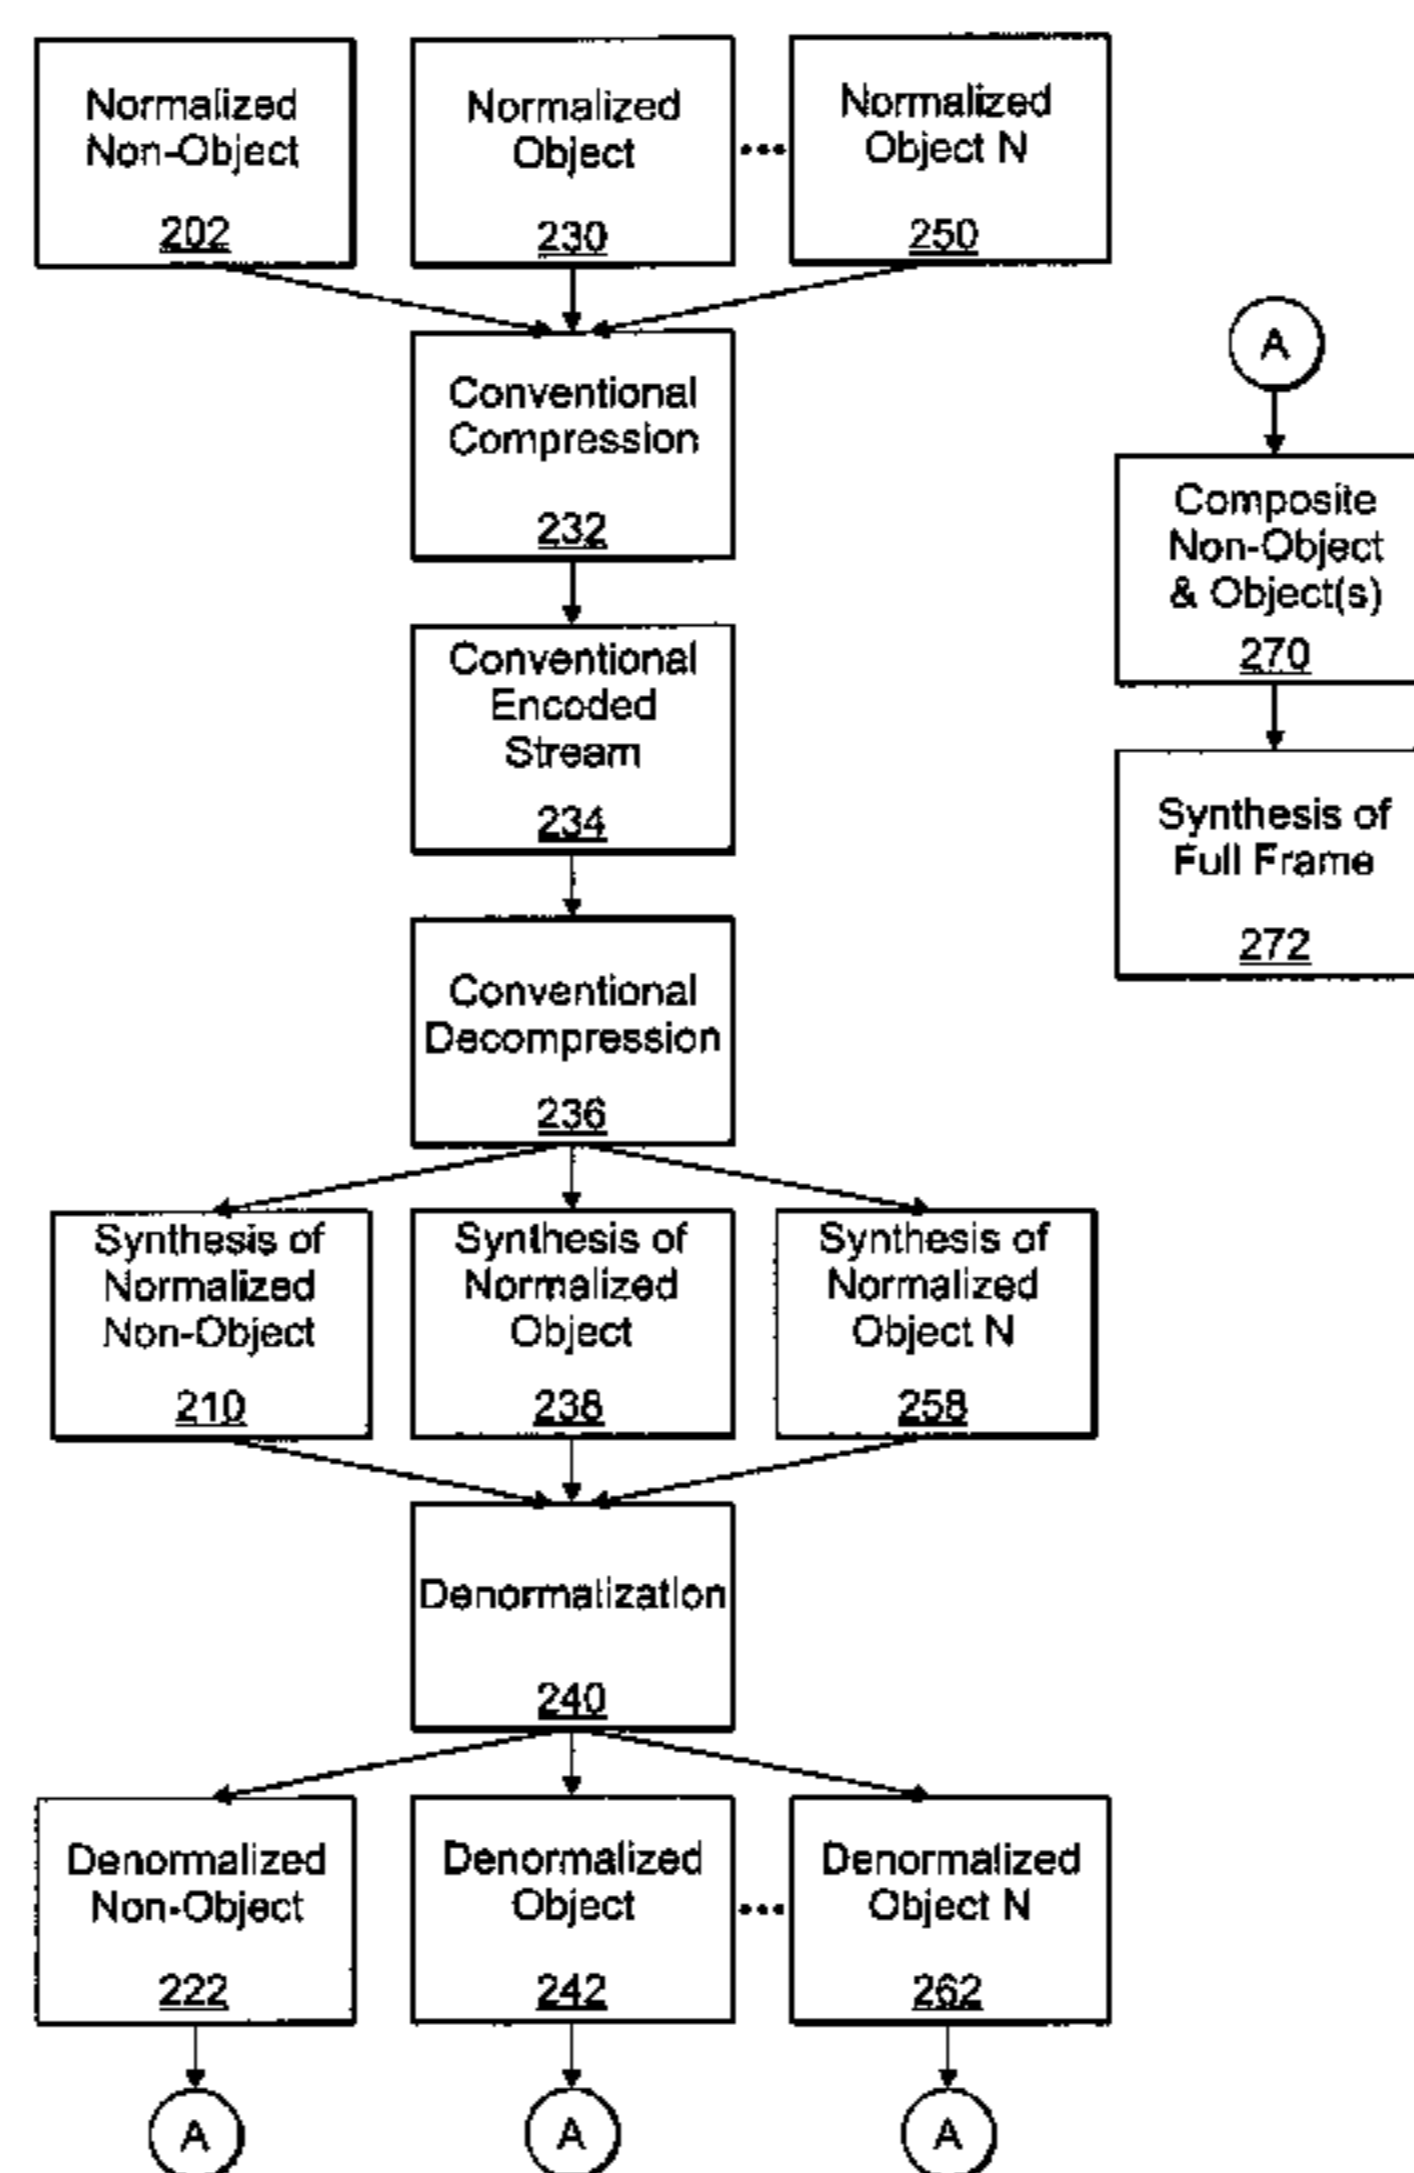 Normalized
Non-Object
202
Normalized
Object
230
...
Normalized
Object N
250
Conventional
Compression
232
Conventional
Encoded
Stream
234
Conventional
Decompression
236
Synthesis of
Normalized
Non-Object
210
Synthesis of
Normalized
Object
238
Synthesis of
Normalized
Object N
258
Denormalization
240
Denormalized
Non-Object
222
Denormalized
Object
242
...
Denormalized
Object N
262
A
A
A
A
Composite
Non-Object
& Object(s)
270
Synthesis of
Full Frame
272